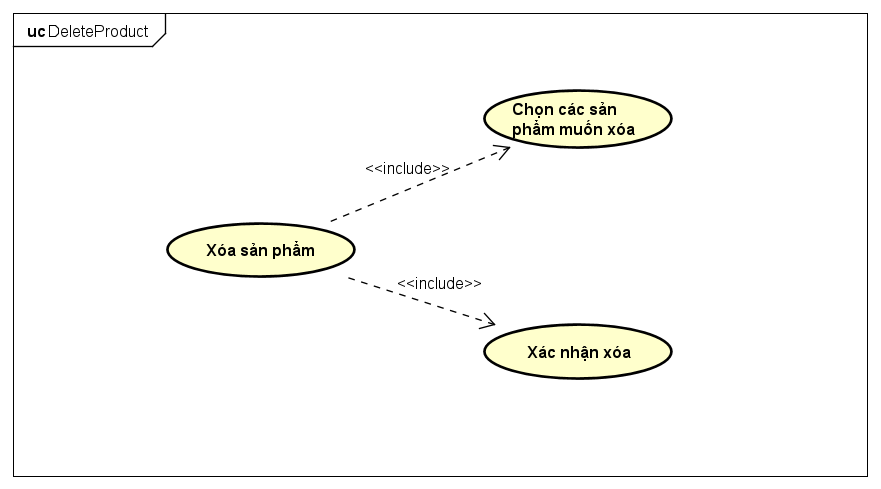 uc DeleteProduct
Chọn các sản
phẩm muốn xóa
<<include>>
Xóa sản phẩm
<<include>>
Xác nhận xóa